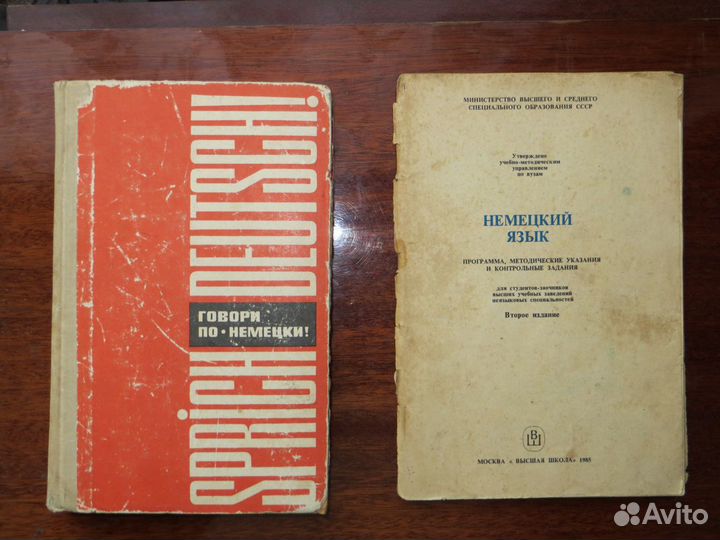 SPRICH DEUTSCH!
ГОВОРИ
ПО-НЕМЕЦКИ!
МИНИСТЕРСТВО ВЫСШЕГО И СРЕДНЕГО
СПЕЦИАЛЬНОГО ОБРАЗОВАНИЯ СССР
Утверждено
учебно-методическим
управлением
по вузам
НЕМЕЦКИЙ
ЯЗЫК
ПРОГРАММА, МЕТОДИЧЕСКИЕ УКАЗАНИЯ
И КОНТРОЛЬНЫЕ ЗАДАНИЯ
для студентов-заочников
высших учебных заведений
неязыковых специальностей
Второе издание
ВШ
МОСКВА «ВЫСШАЯ ШКОЛА» 1985
Avito